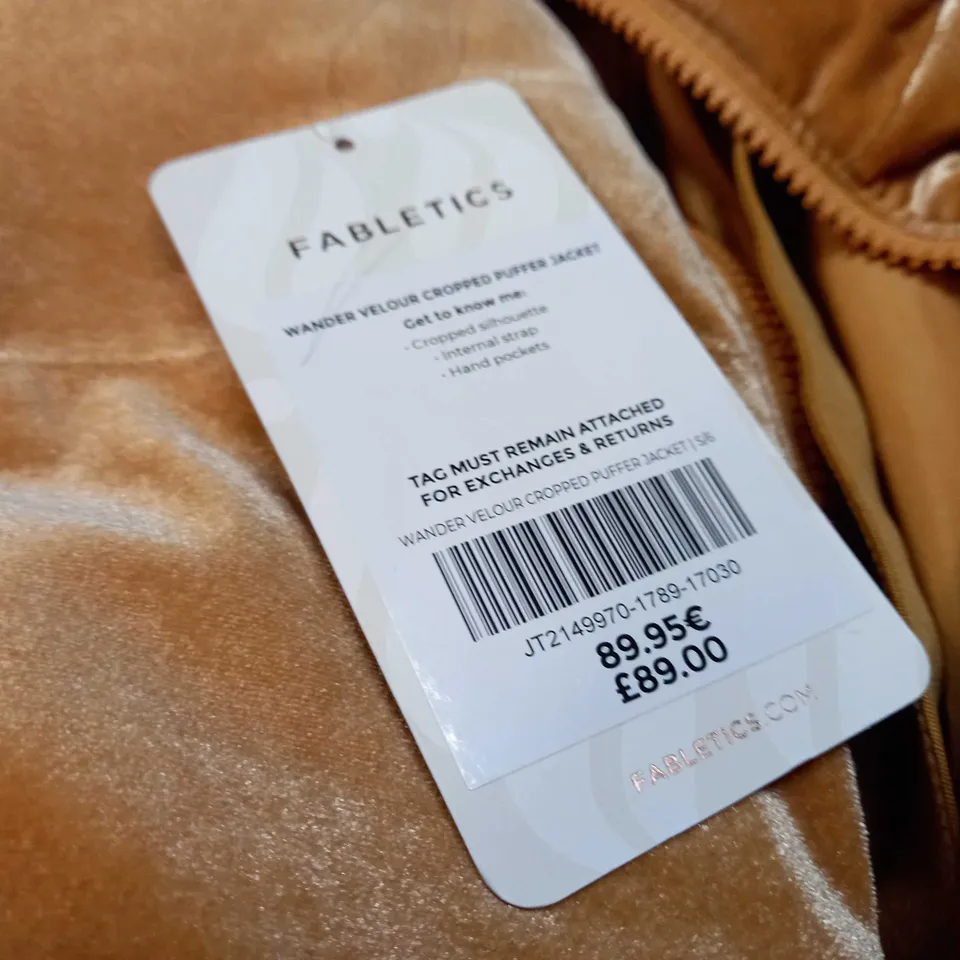 FABLETICS
WANDER VELOUR CROPPED PUFFER JACKET
Get to know me:
· Cropped silhouette
· Internal strap
· Hand pockets
TAG MUST REMAIN ATTACHED
FOR EXCHANGES & RETURNS
WANDER VELOUR CROPPED PUFFER JACKET | S/6
JT2149970-1789-17030
89.95€
£89.00
FABLETICS.COM